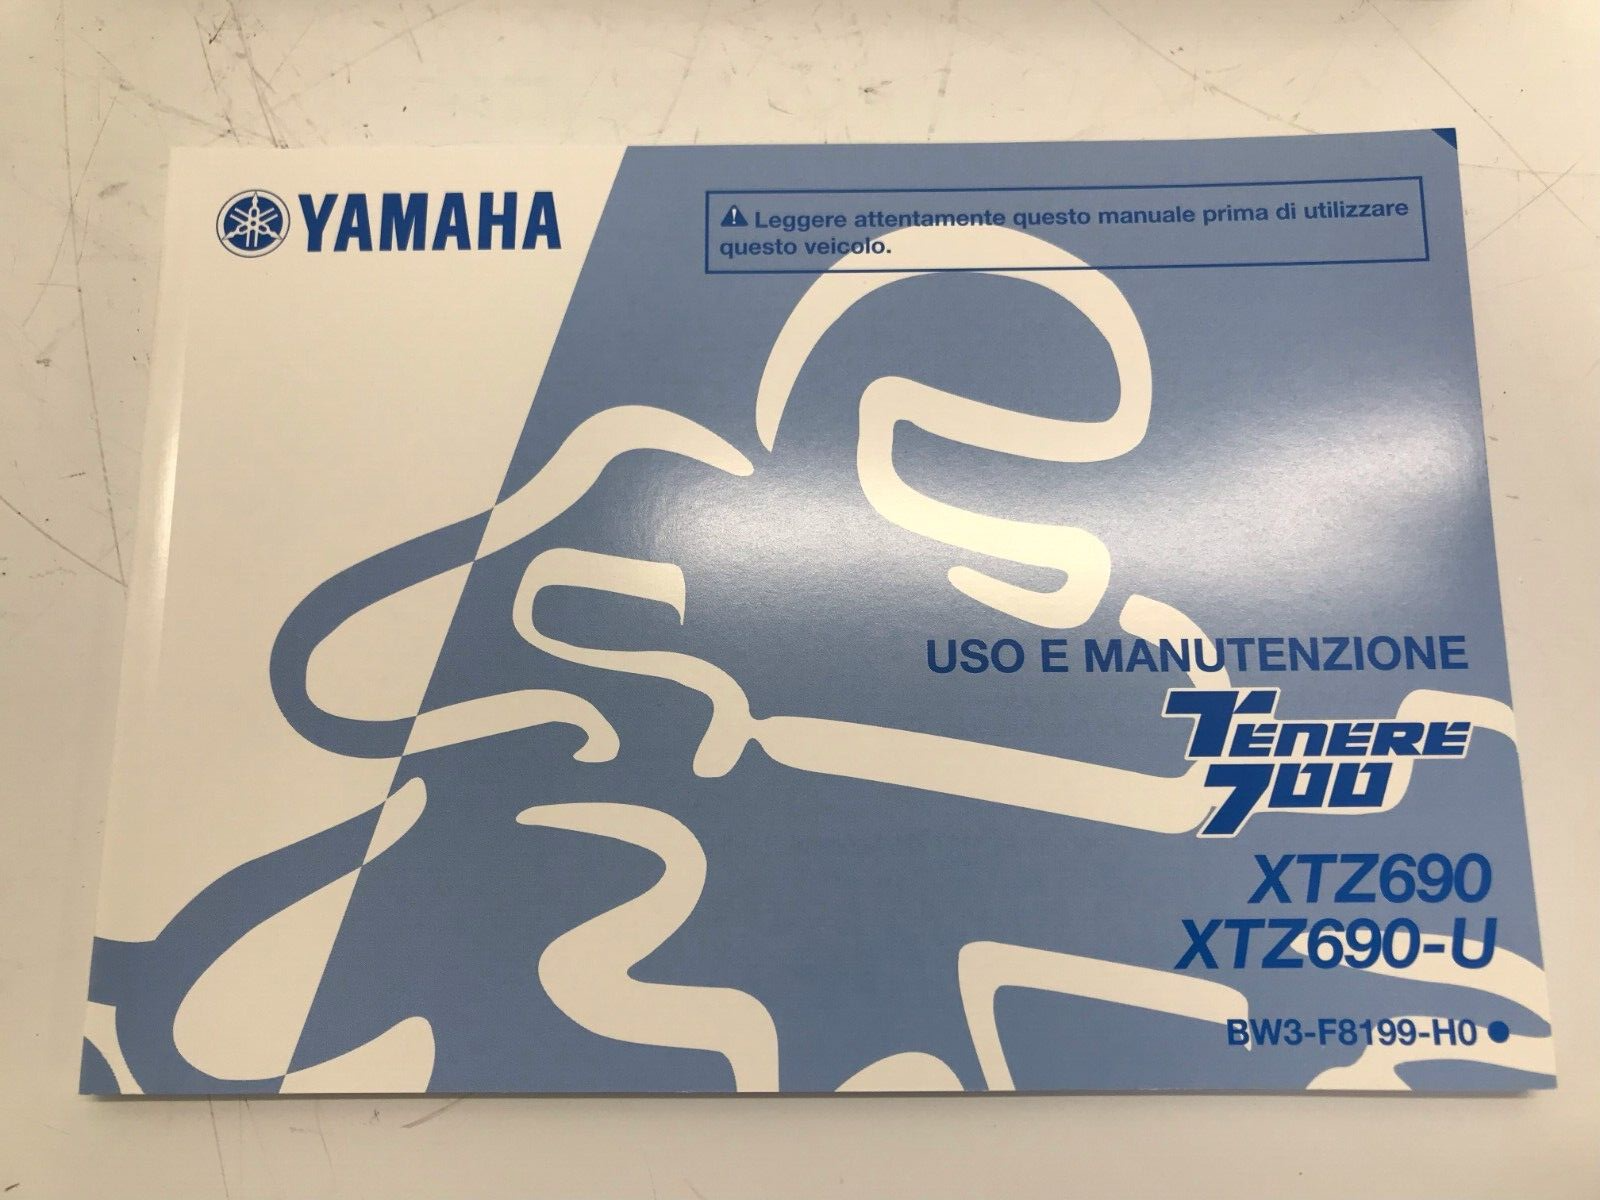 YAMAHA
⚠ Leggere attentamente questo manuale prima di utilizzare
questo veicolo.
USO E MANUTENZIONE
TENERE
700
XTZ690
XTZ690-U
BW3-F8199-H0 ●